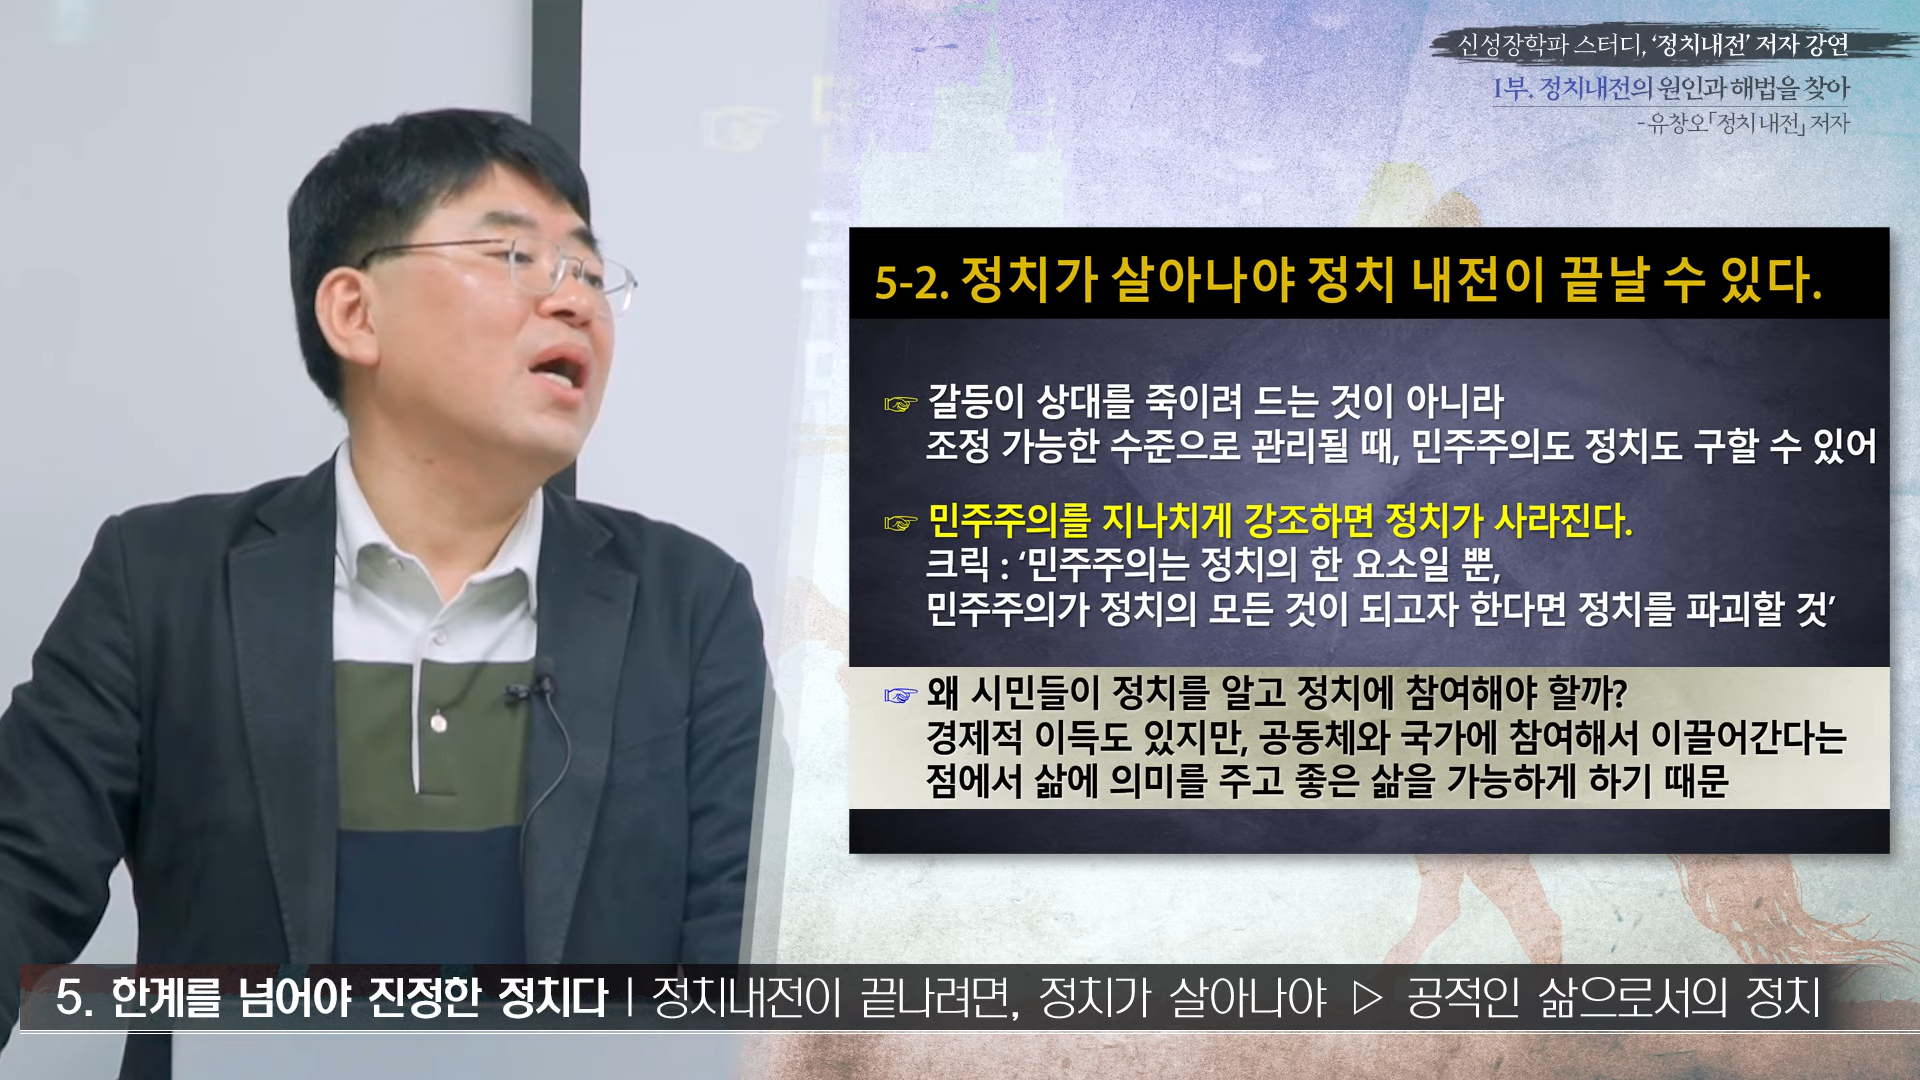 신성장학파 스터디, ‘정치내전’ 저자 강연
1부. 정치내전의 원인과 해법을 찾아
-유창오「정치내전」 저자
5-2. 정치가 살아나야 정치 내전이 끝날 수 있다.
☞ 갈등이 상대를 죽이려 드는 것이 아니라
조정 가능한 수준으로 관리될 때, 민주주의도 정치도 구할 수 있어
☞ 민주주의를 지나치게 강조하면 정치가 사라진다.
크릭 : ‘민주주의는 정치의 한 요소일 뿐,
민주주의가 정치의 모든 것이 되고자 한다면 정치를 파괴할 것’
☞ 왜 시민들이 정치를 알고 정치에 참여해야 할까?
경제적 이득도 있지만, 공동체와 국가에 참여해서 이끌어간다는
점에서 삶에 의미를 주고 좋은 삶을 가능하게 하기 때문
5. 한계를 넘어야 진정한 정치다 | 정치내전이 끝나려면, 정치가 살아나야 ▷ 공적인 삶으로서의 정치